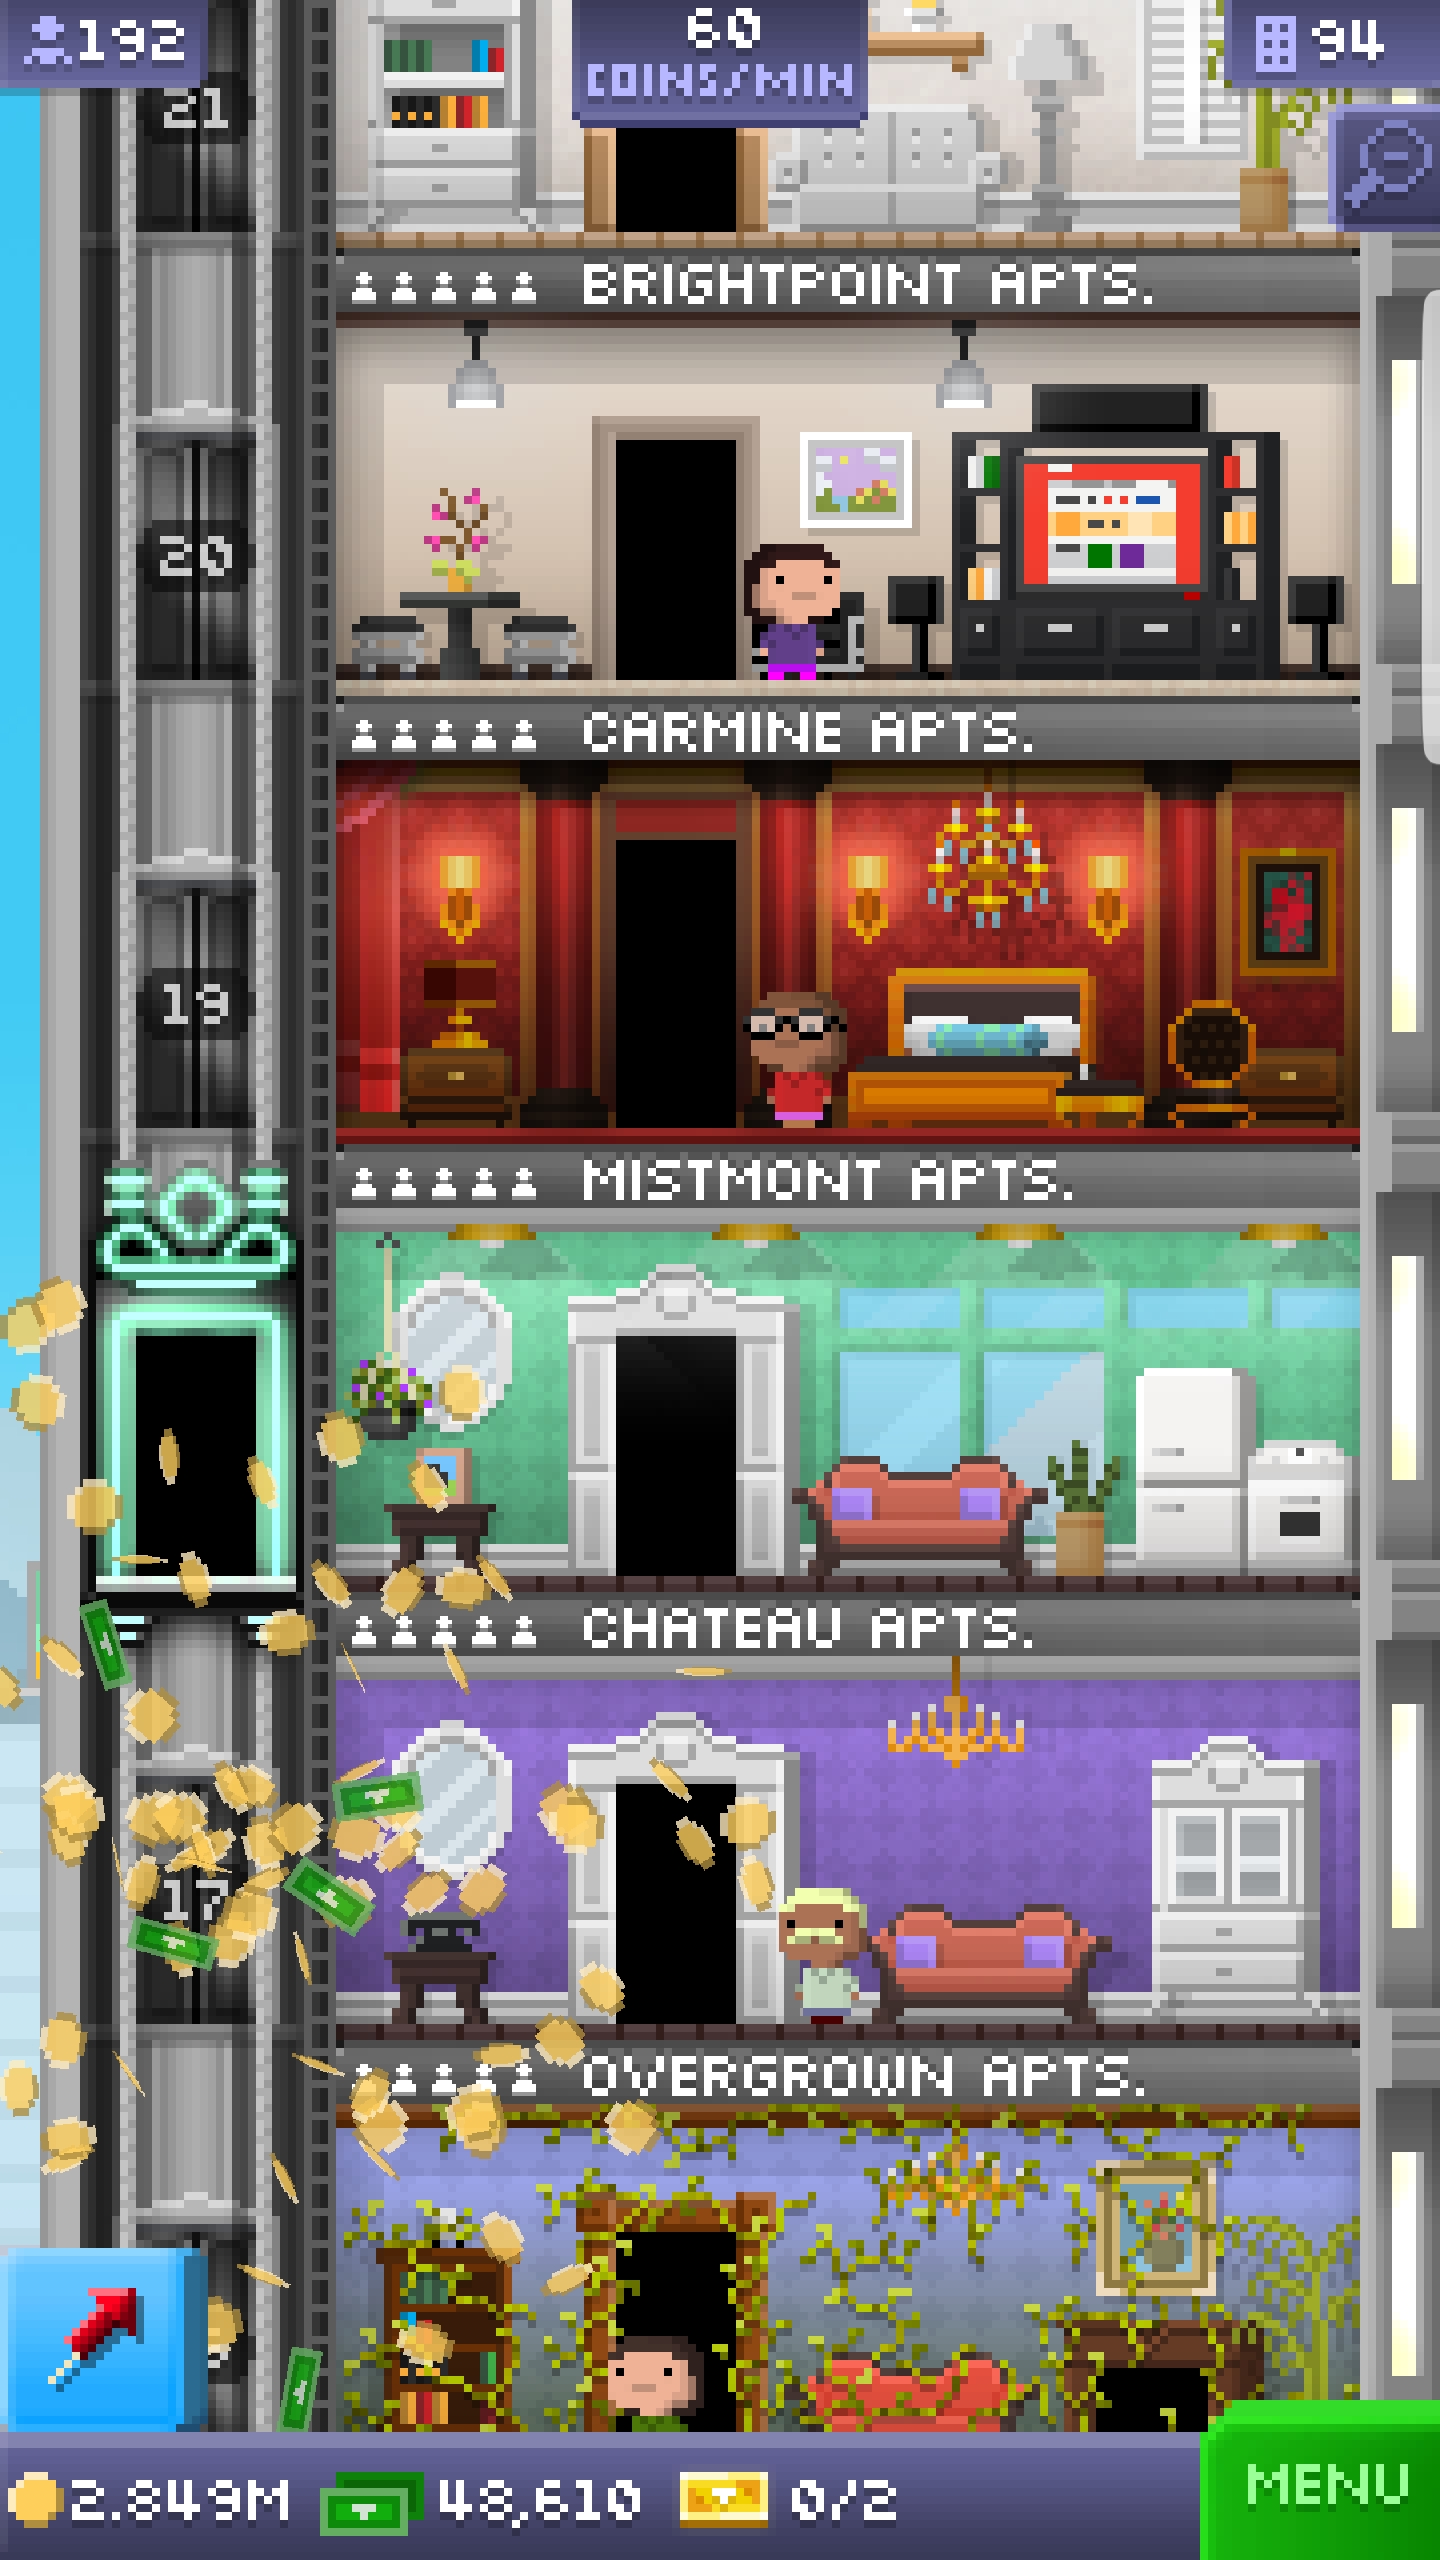 192
60
COINS/MIN
94
21
BRIGHTPOINT APTS.
20
CARMINE APTS.
19
MISTMONT APTS.
CHATEAU APTS.
17
OVERGROWN APTS.
2.849M
48,610
0/2
MENU